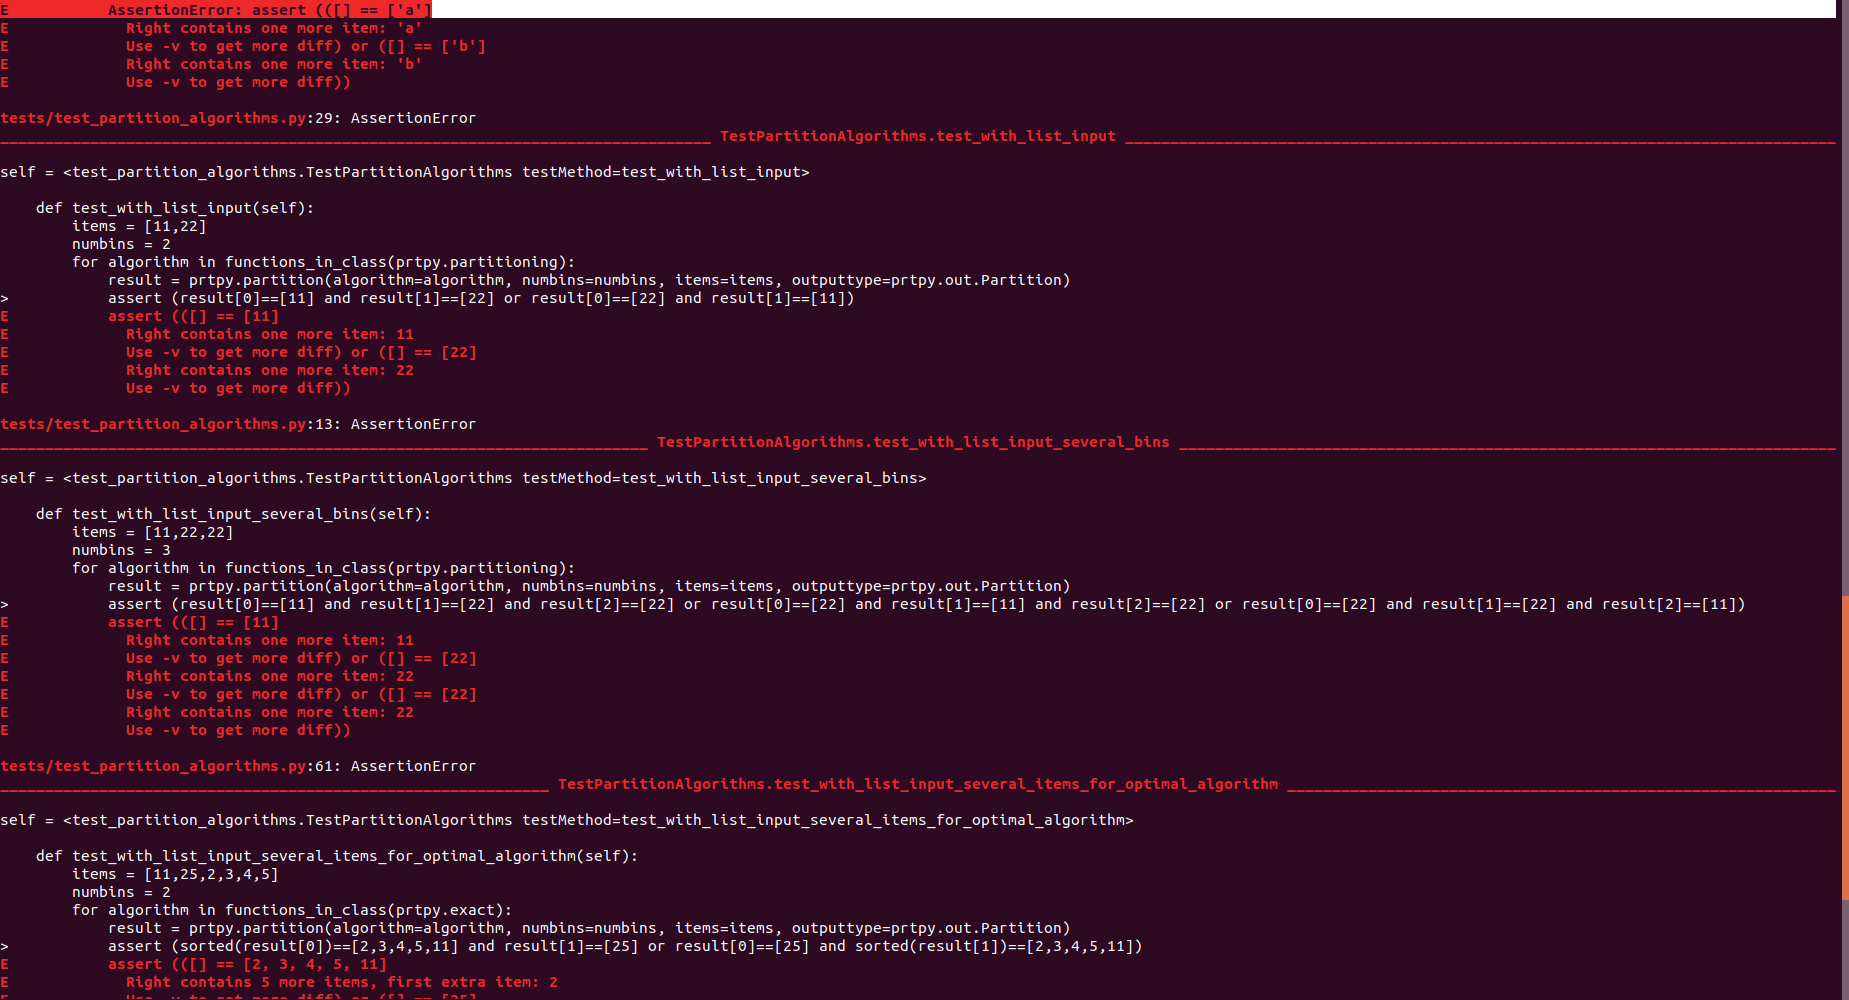 E           AssertionError: assert (([] == ['a']
E             Right contains one more item: 'a'
E             Use -v to get more diff) or ([] == ['b']
E             Right contains one more item: 'b'
E             Use -v to get more diff))
tests/test_partition_algorithms.py:29: AssertionError
_______________________________________________________________________________ TestPartitionAlgorithms.test_with_list_input _______________________________________________________________________________
self = <test_partition_algorithms.TestPartitionAlgorithms testMethod=test_with_list_input>
    def test_with_list_input(self):
        items = [11,22]
        numbins = 2
        for algorithm in functions_in_class(prtpy.partitioning):
            result = prtpy.partition(algorithm=algorithm, numbins=numbins, items=items, outputtype=prtpy.out.Partition)
>           assert (result[0]==[11] and result[1]==[22] or result[0]==[22] and result[1]==[11])
E           assert (([] == [11]
E             Right contains one more item: 11
E             Use -v to get more diff) or ([] == [22]
E             Right contains one more item: 22
E             Use -v to get more diff))
tests/test_partition_algorithms.py:13: AssertionError
________________________________________________________________________ TestPartitionAlgorithms.test_with_list_input_several_bins _________________________________________________________________________
self = <test_partition_algorithms.TestPartitionAlgorithms testMethod=test_with_list_input_several_bins>
    def test_with_list_input_several_bins(self):
        items = [11,22,22]
        numbins = 3
        for algorithm in functions_in_class(prtpy.partitioning):
            result = prtpy.partition(algorithm=algorithm, numbins=numbins, items=items, outputtype=prtpy.out.Partition)
>           assert (result[0]==[11] and result[1]==[22] and result[2]==[22] or result[0]==[22] and result[1]==[11] and result[2]==[22] or result[0]==[22] and result[1]==[22] and result[2]==[11])
E           assert (([] == [11]
E             Right contains one more item: 11
E             Use -v to get more diff) or ([] == [22]
E             Right contains one more item: 22
E             Use -v to get more diff) or ([] == [22]
E             Right contains one more item: 22
E             Use -v to get more diff))
tests/test_partition_algorithms.py:61: AssertionError
_____________________________________________________________ TestPartitionAlgorithms.test_with_list_input_several_items_for_optimal_algorithm _____________________________________________________________
self = <test_partition_algorithms.TestPartitionAlgorithms testMethod=test_with_list_input_several_items_for_optimal_algorithm>
    def test_with_list_input_several_items_for_optimal_algorithm(self):
        items = [11,25,2,3,4,5]
        numbins = 2
        for algorithm in functions_in_class(prtpy.exact):
            result = prtpy.partition(algorithm=algorithm, numbins=numbins, items=items, outputtype=prtpy.out.Partition)
>           assert (sorted(result[0])==[2,3,4,5,11] and result[1]==[25] or result[0]==[25] and sorted(result[1])==[2,3,4,5,11])
E           assert (([] == [2, 3, 4, 5, 11]
E             Right contains 5 more items, first extra item: 2
E             Use -v to get more diff) or ([] == [25]